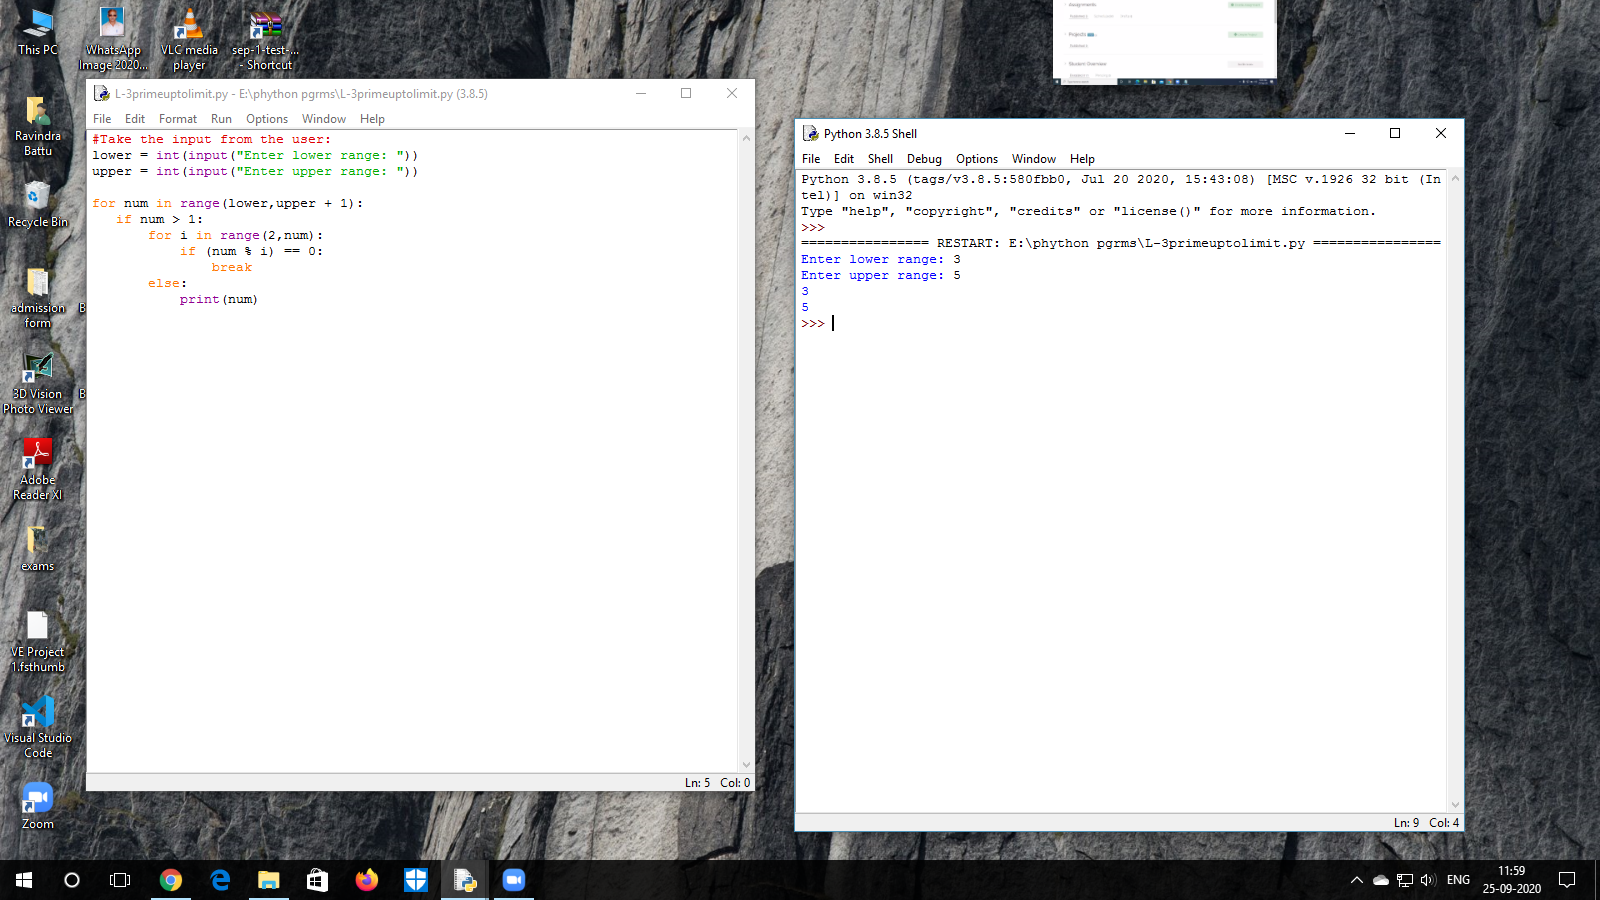 This PC
WhatsApp
Image 2020...
VLC media
player
sep-1-test-...
- Shortcut
Ravindra
Battu
Recycle Bin
admission
form
B
3D Vision
Photo Viewer
B
Adobe
Reader XI
exams
VE Project
1.fsthumb
Visual Studio
Code
Zoom
L-3primeuptolimit.py - E:\phython pgrms\L-3primeuptolimit.py (3.8.5)
File Edit Format Run Options Window Help
#Take the input from the user:
lower = int(input("Enter lower range: "))
upper = int(input("Enter upper range: "))
for num in range(lower,upper + 1):
if num > 1:
for i in range(2,num):
if (num % i) == 0:
break
else:
print(num)
Ln: 5 Col: 0
Assignments
Projects
Student Overview
Python 3.8.5 Shell
File Edit Shell Debug Options Window Help
Python 3.8.5 (tags/v3.8.5:580fbb0, Jul 20 2020, 15:43:08) [MSC v.1926 32 bit (In
tel)] on win32
Type "help", "copyright", "credits" or "license()" for more information.
>>>
================ RESTART: E:\phython pgrms\L-3primeuptolimit.py ================
Enter lower range: 3
Enter upper range: 5
3
5
>>>
Ln: 9 Col: 4
ENG
11:59
25-09-2020